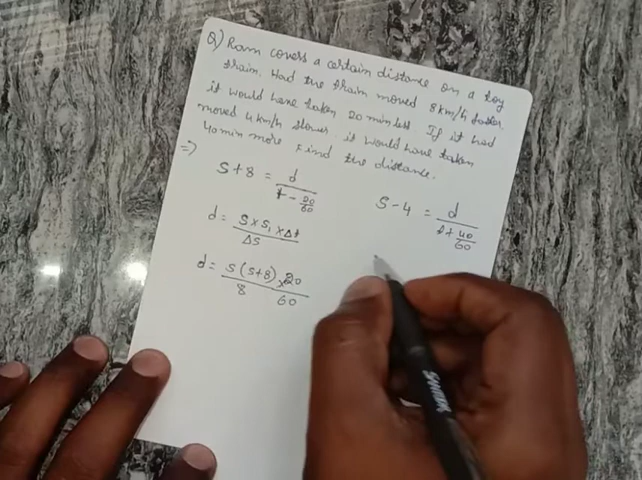 Q) Ram covers a certain distance on a toy
train. Had the train moved 8km/h faster
it would have taken 20 min less. If it had
moved 4 km/h slower, it would have taken
40 min more Find the distance.
=>)
S+8 = d / (t - 20/60)
S-4 = d / (t + 40/60)
d = S x S₁ x Δt / ΔS
d = S(S+8) x 20 / 8 60